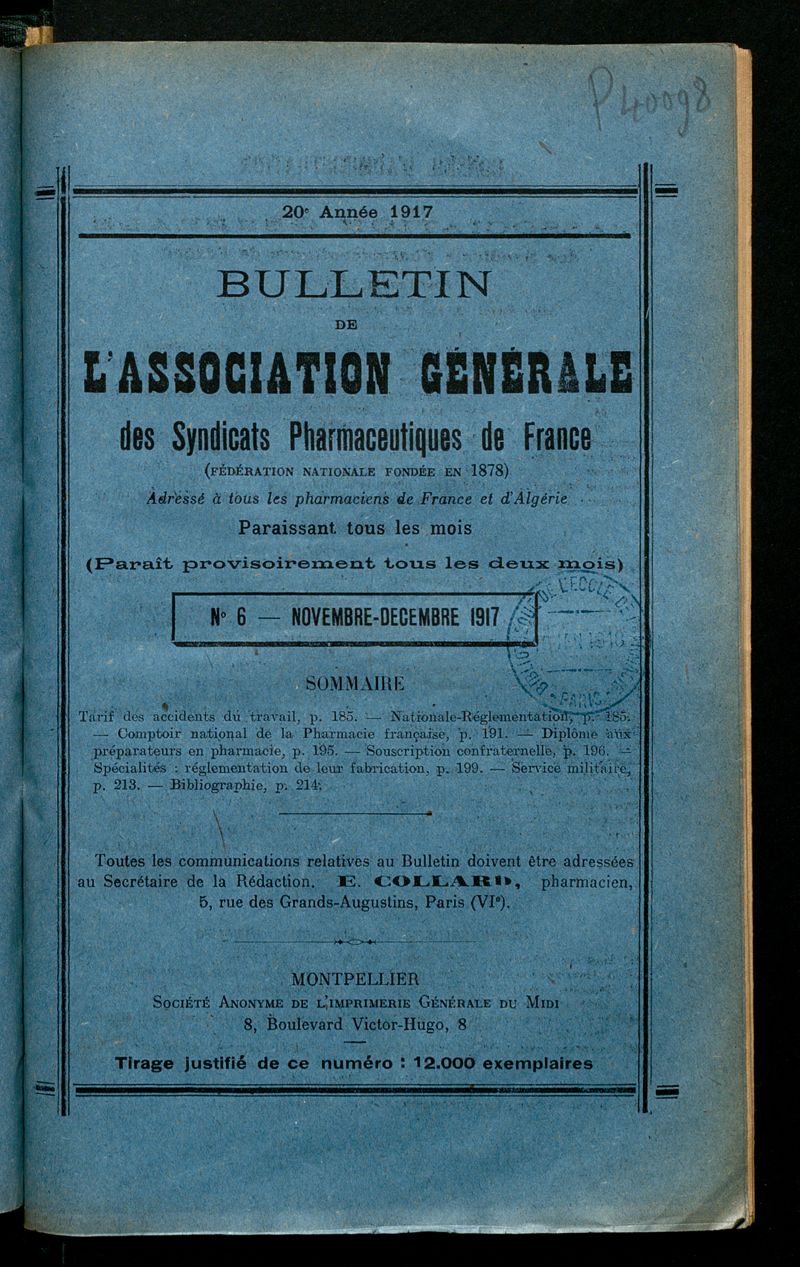 P 40098
20e Année 1917
BULLETIN
DE
L'ASSOCIATION GÉNÉRALE
des Syndicats Pharmaceutiques de France
(FÉDÉRATION NATIONALE FONDÉE EN 1878)
Adressé à tous les pharmaciens de France et d'Algérie
Paraissant tous les mois
(Paraît provisoirement tous les deux mois)
N° 6 — NOVEMBRE-DECEMBRE 1917
SOMMAIRE
Tarif des accidents du travail, p. 185. — Nationale-Réglementation, p. 185.
— Comptoir national de la Pharmacie française, p. 191. — Diplôme aux
préparateurs en pharmacie, p. 195. — Souscription confraternelle, p. 196. —
Spécialités : réglementation de leur fabrication, p. 199. — Service militaire,
p. 213. — Bibliographie, p. 214.
Toutes les communications relatives au Bulletin doivent être adressées
au Secrétaire de la Rédaction, E. COLLARD, pharmacien,
5, rue des Grands-Augustins, Paris (VIe).
MONTPELLIER
SOCIÉTÉ ANONYME DE L'IMPRIMERIE GÉNÉRALE DU MIDI
8, Boulevard Victor-Hugo, 8
Tirage justifié de ce numéro : 12.000 exemplaires
DE L'ECOLE DE
PARIS